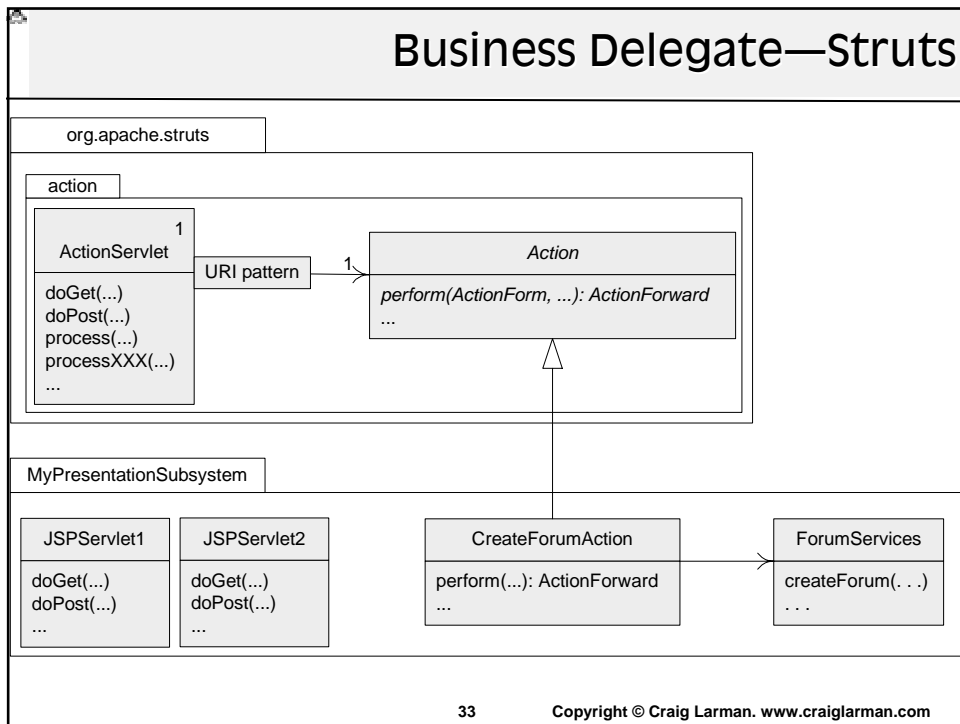 Business Delegate—Struts
org.apache.struts
action
1
ActionServlet
doGet(...)
doPost(...)
process(...)
processXXX(...)
...
URI pattern
1
Action
perform(ActionForm, ...): ActionForward
...
MyPresentationSubsystem
JSPServlet1
doGet(...)
doPost(...)
...
JSPServlet2
doGet(...)
doPost(...)
...
CreateForumAction
perform(...): ActionForward
...
ForumServices
createForum(. . .)
. . .
33 Copyright © Craig Larman. www.craiglarman.com